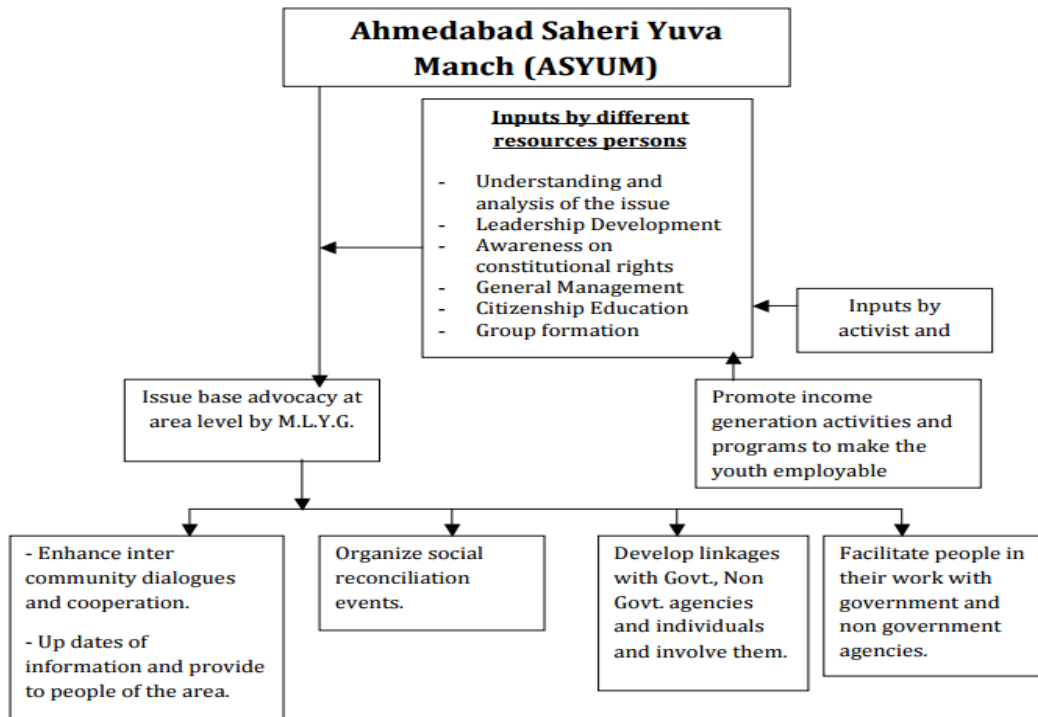 Ahmedabad Saheri Yuva
Manch (ASYUM)
Inputs by different
resources persons
- Understanding and
analysis of the issue
- Leadership Development
- Awareness on
constitutional rights
- General Management
- Citizenship Education
- Group formation
Inputs by
activist and
Issue base advocacy at
area level by M.L.Y.G.
Promote income
generation activities and
programs to make the
youth employable
- Enhance inter
community dialogues
and cooperation.
- Up dates of
information and provide
to people of the area.
Organize social
reconciliation
events.
Develop linkages
with Govt., Non
Govt. agencies
and individuals
and involve them.
Facilitate people in
their work with
government and
non government
agencies.